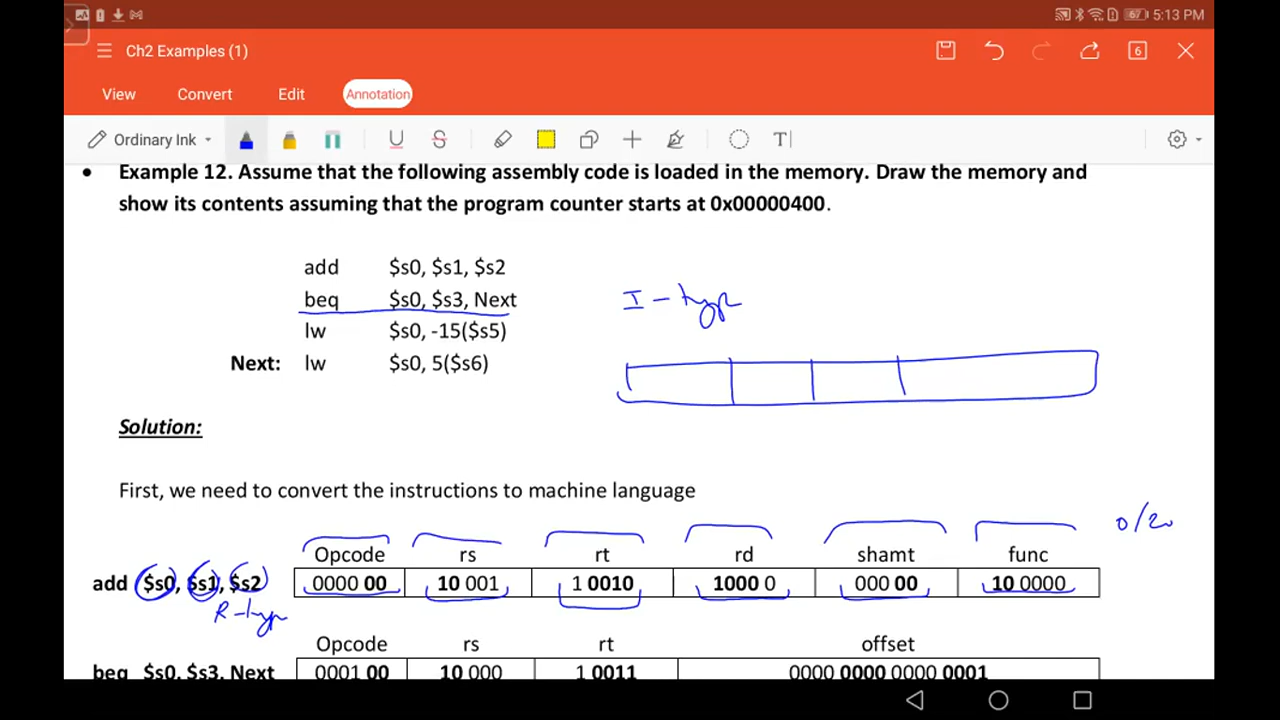 67 5:13 PM
Ch2 Examples (1)
6
View Convert Edit Annotation
Ordinary Ink T
• Example 12. Assume that the following assembly code is loaded in the memory. Draw the memory and
show its contents assuming that the program counter starts at 0x00000400.
add $s0, $s1, $s2
beq $s0, $s3, Next
I - type
lw $s0, -15($s5)
Next: lw $s0, 5($s6)
Solution:
First, we need to convert the instructions to machine language
0/20
Opcode rs rt rd shamt func
add $s0, $s1, $s2 0000 00 10 001 1 0010 1000 0 000 00 10 0000
R-type
Opcode rs rt offset
beq $s0, $s3, Next 0001 00 10 000 1 0011 0000 0000 0000 0001